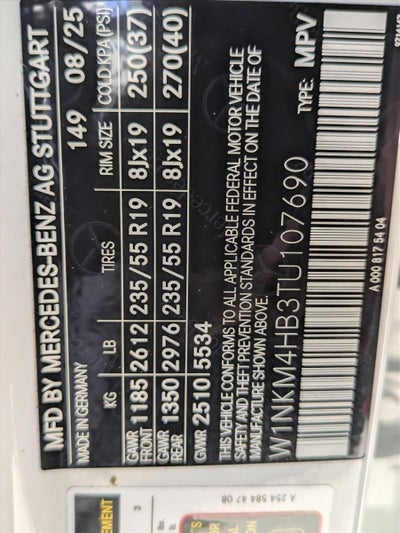 MFD BY MERCEDES-BENZ AG STUTTGART
MADE IN GERMANY 149 08/25
KG LB TIRES RIM SIZE COLD KPA (PSI)
GAWR FRONT 1185 2612 235/55 R19 8Jx19 250(37)
GAWR REAR 1350 2976 235/55 R19 8Jx19 270(40)
GVWR 2510 5534
THIS VEHICLE CONFORMS TO ALL APPLICABLE FEDERAL MOTOR VEHICLE
SAFETY AND THEFT PREVENTION STANDARDS IN EFFECT ON THE DATE OF
MANUFACTURE SHOWN ABOVE.
W1NKM4HB3TU107690 TYPE: MPV
A 000 817 54 04
A 254 584 47 08
3
lbs.
lb.